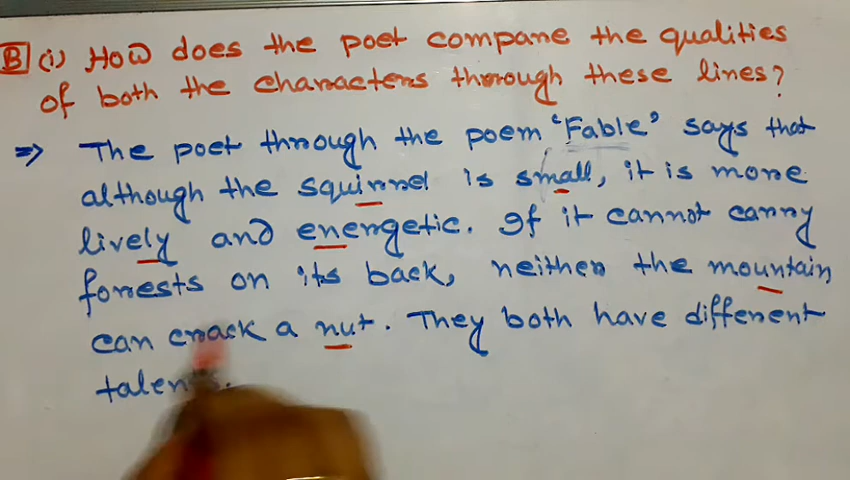 B (i) How does the poet compare the qualities
of both the characters through these lines?
⇒ The poet through the poem 'Fable' says that
although the squirrel is small, it is more
lively and energetic. If it cannot carry
forests on its back, neither the mountain
can crack a nut. They both have different
talents.